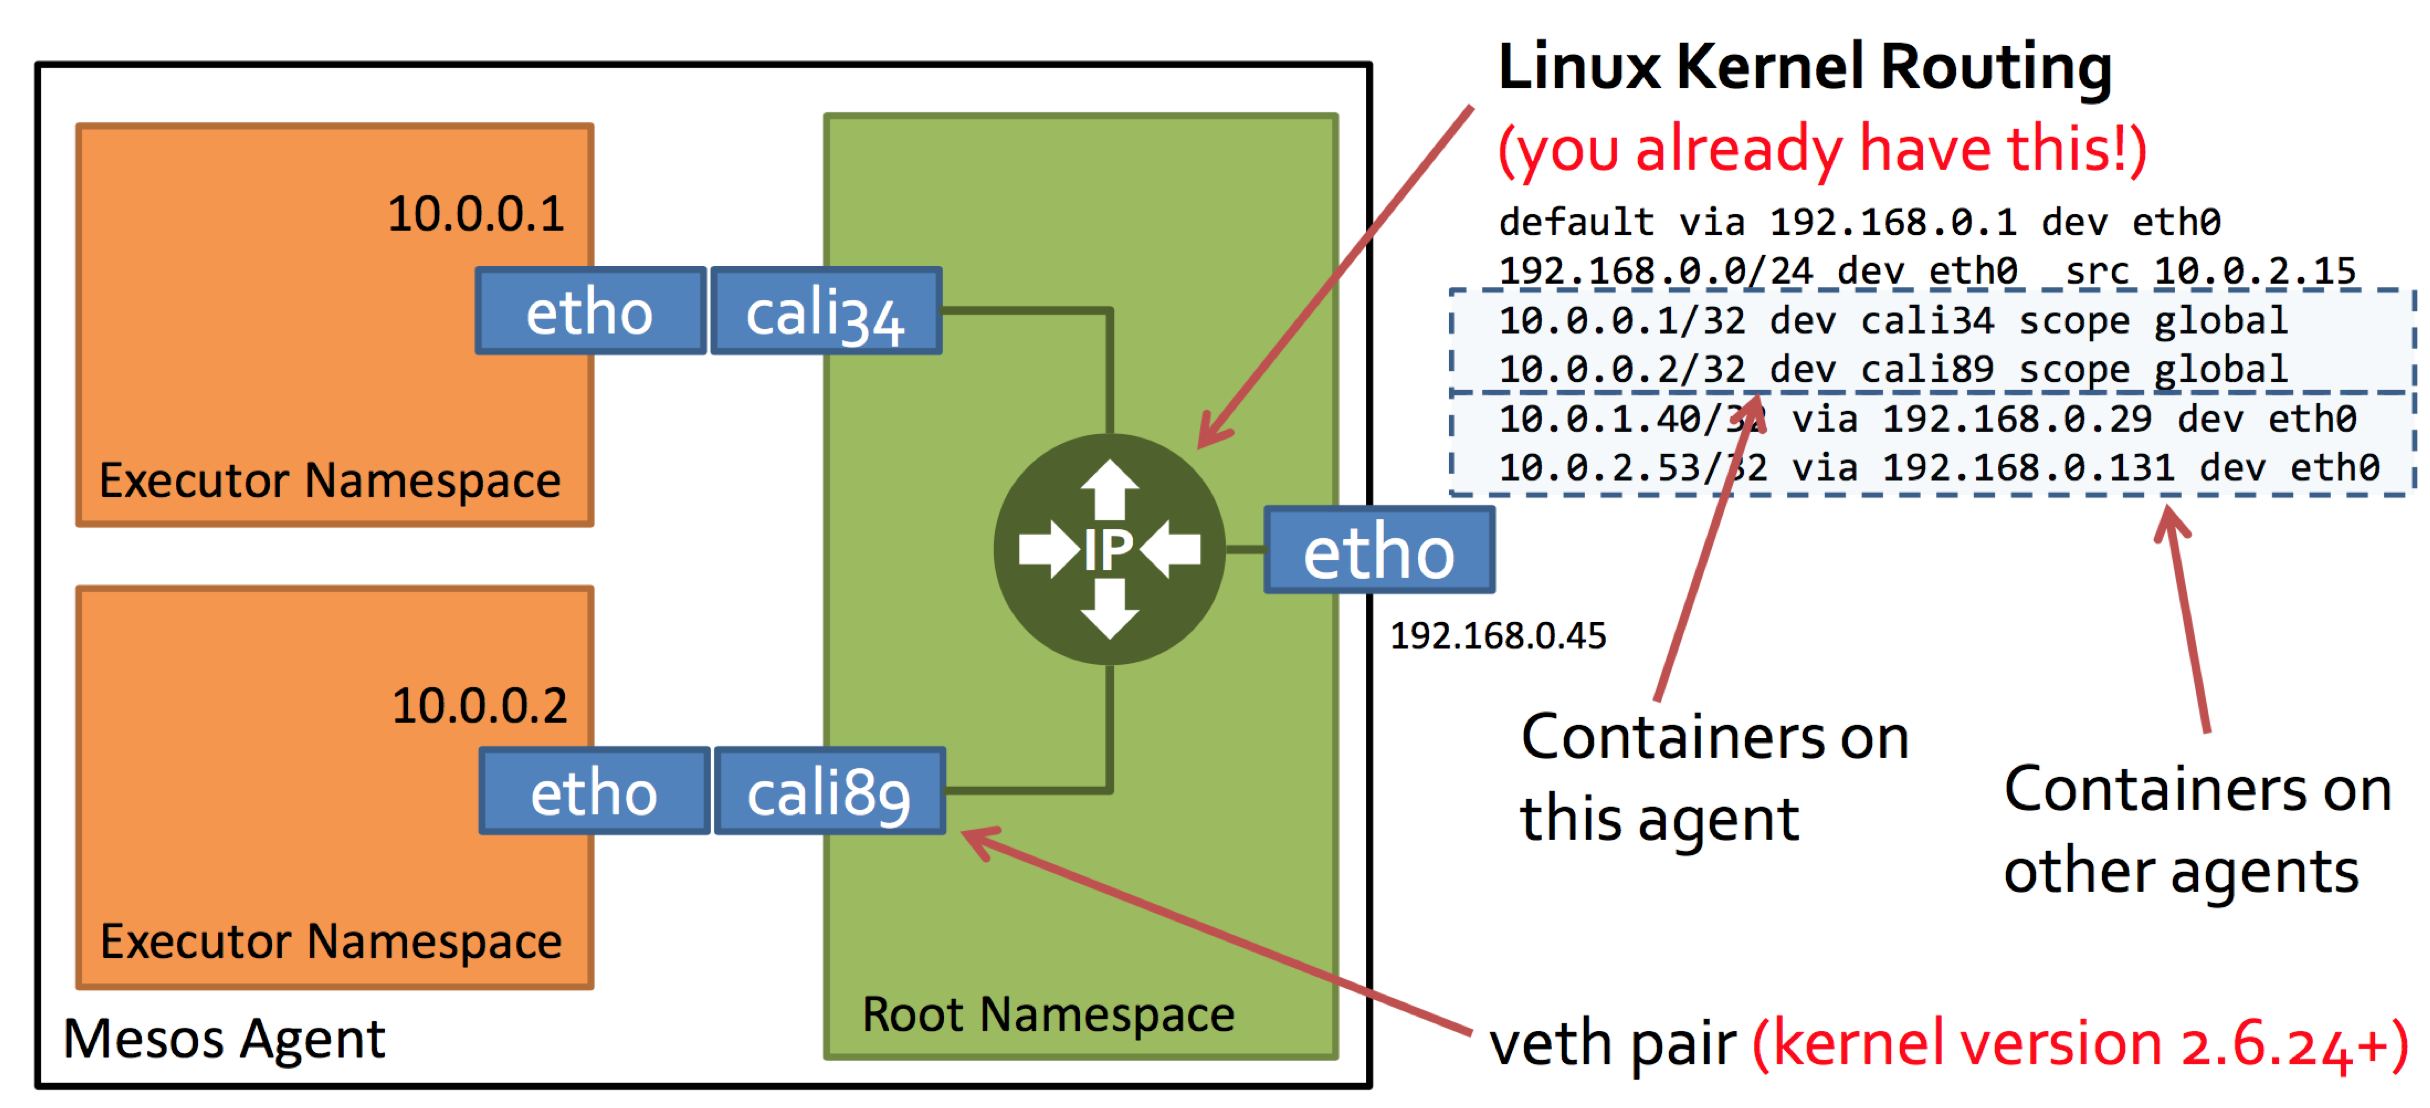 Linux Kernel Routing
(you already have this!)
default via 192.168.0.1 dev eth0
192.168.0.0/24 dev eth0  src 10.0.2.15
10.0.0.1/32 dev cali34 scope global
10.0.0.2/32 dev cali89 scope global
10.0.1.40/32 via 192.168.0.29 dev eth0
10.0.2.53/32 via 192.168.0.131 dev eth0
10.0.0.1
eth0
cali34
Executor Namespace
IP
eth0
192.168.0.45
10.0.0.2
eth0
cali89
Executor Namespace
Root Namespace
Mesos Agent
Containers on
this agent
Containers on
other agents
veth pair (kernel version 2.6.24+)